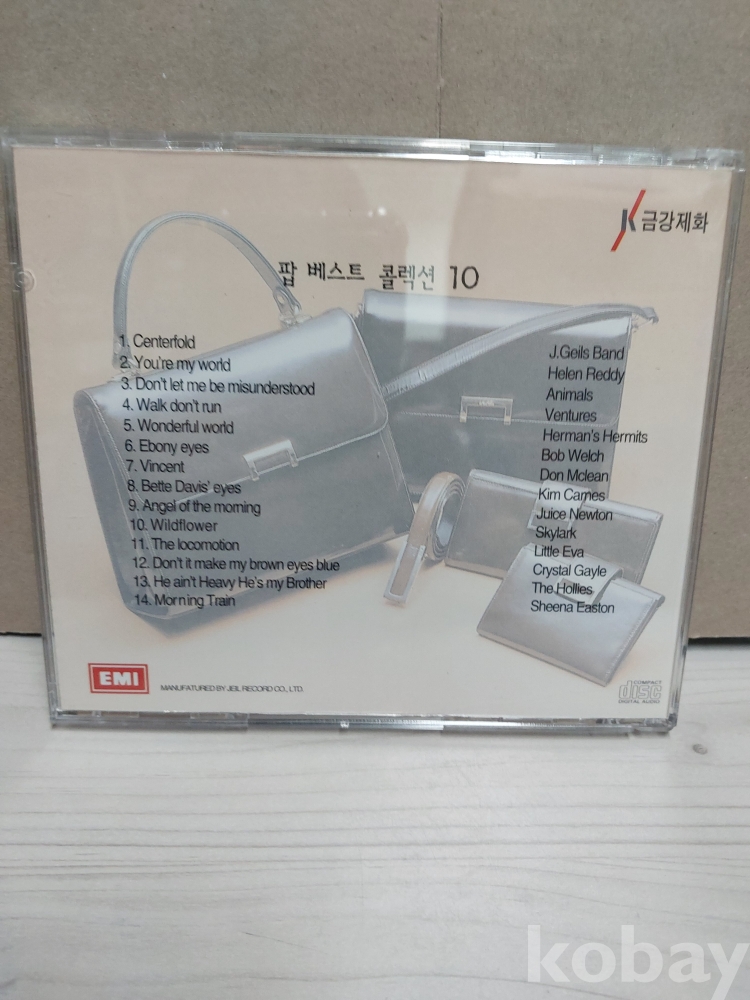 K 금강제화
팝 베스트 콜렉션 10
1. Centerfold J.Geils Band
2. You're my world Helen Reddy
3. Don't let me be misunderstood Animals
4. Walk don't run Ventures
5. Wonderful world Herman's Hermits
6. Ebony eyes Bob Welch
7. Vincent Don Mclean
8. Bette Davis' eyes Kim Carnes
9. Angel of the morning Juice Newton
10. Wildflower Skylark
11. The locomotion Little Eva
12. Don't it make my brown eyes blue Crystal Gayle
13. He ain't Heavy He's my Brother The Hollies
14. Morning Train Sheena Easton
EMI
MANUFATURED BY JEIL RECORD CO., LTD.
COMPACT
disc
DIGITAL AUDIO
kobay